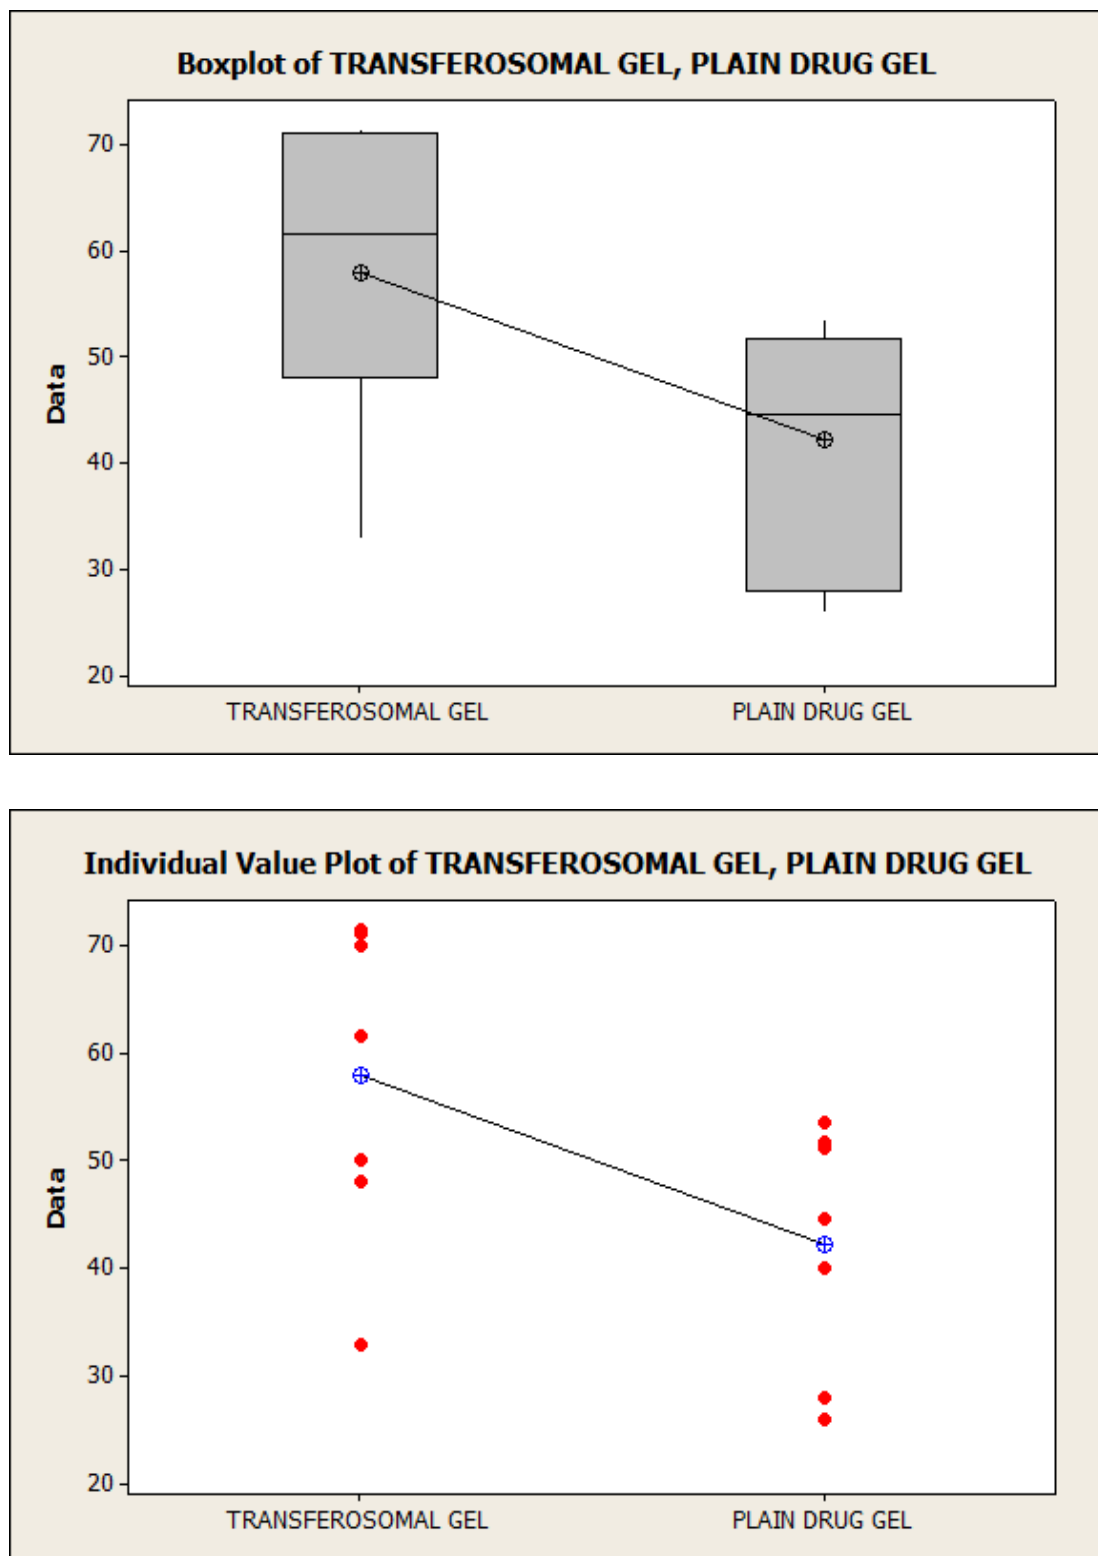 Boxplot of TRANSFEROSOMAL GEL, PLAIN DRUG GEL
70
60
50
40
30
20
Data
TRANSFEROSOMAL GEL
PLAIN DRUG GEL
Individual Value Plot of TRANSFEROSOMAL GEL, PLAIN DRUG GEL
70
60
50
40
30
20
Data
TRANSFEROSOMAL GEL
PLAIN DRUG GEL